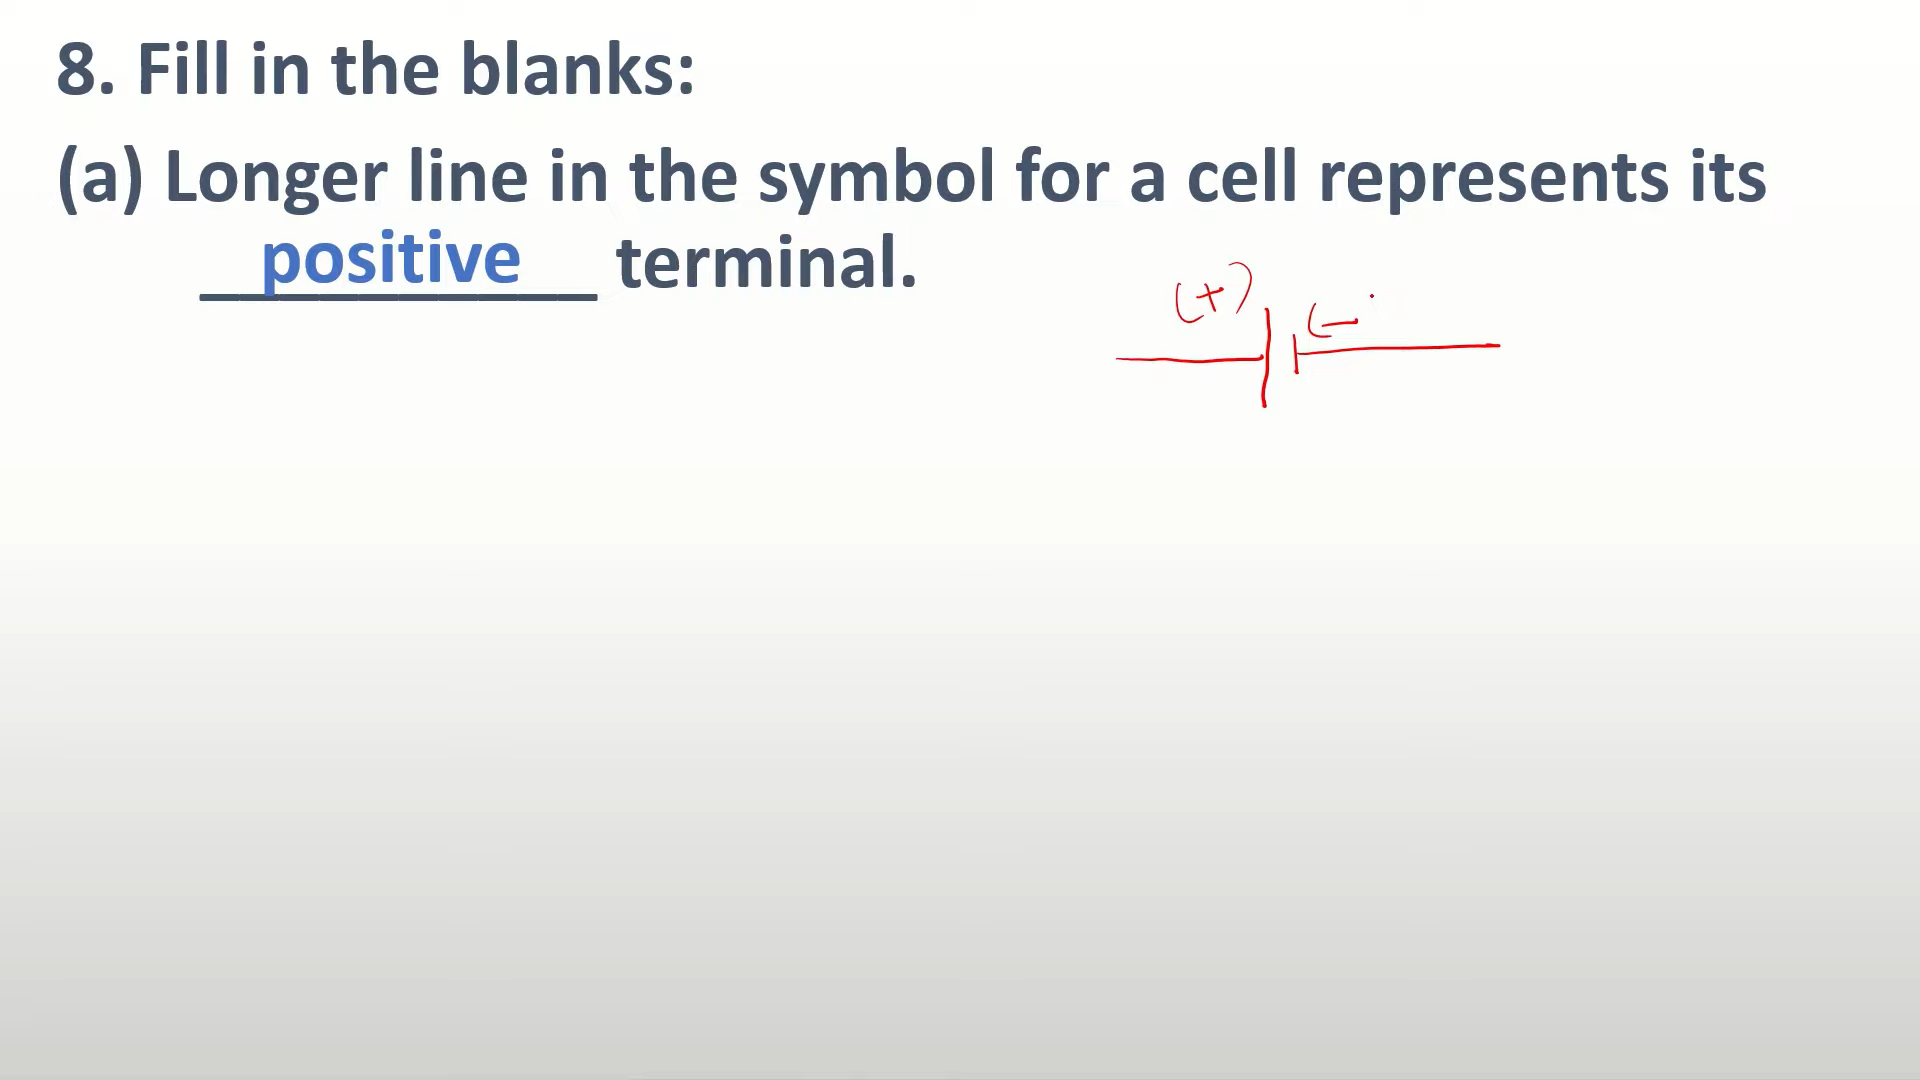 8. Fill in the blanks:
(a) Longer line in the symbol for a cell represents its
positive terminal.
(+)
(-